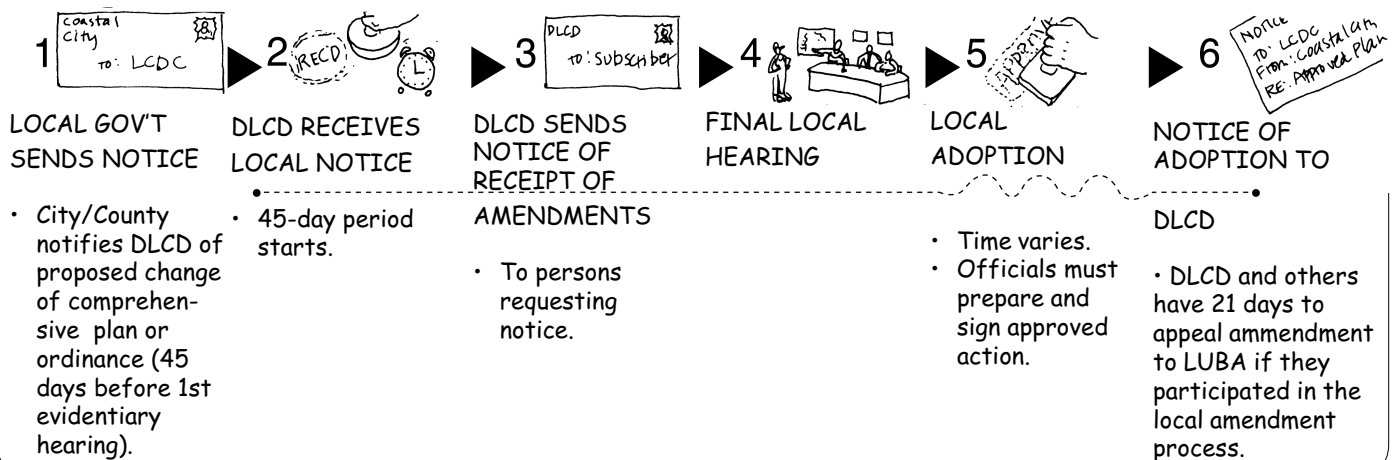 1
coastal
city
TO: LCDC
LOCAL GOV'T
SENDS NOTICE
• City/County
notifies DLCD of
proposed change
of comprehen-
sive plan or
ordinance (45
days before 1st
evidentiary
hearing).
2
RECD
DLCD RECEIVES
LOCAL NOTICE
• 45-day period
starts.
3
DLCD
to: Subscriber
DLCD SENDS
NOTICE OF
RECEIPT OF
AMENDMENTS
• To persons
requesting
notice.
4
FINAL LOCAL
HEARING
5
LOCAL
ADOPTION
• Time varies.
• Officials must
prepare and
sign approved
action.
6
NOTICE
TO: LCDC
From: Coastal City
RE: Approved Plan
NOTICE OF
ADOPTION TO
DLCD
• DLCD and others
have 21 days to
appeal ammendment
to LUBA if they
participated in the
local amendment
process.